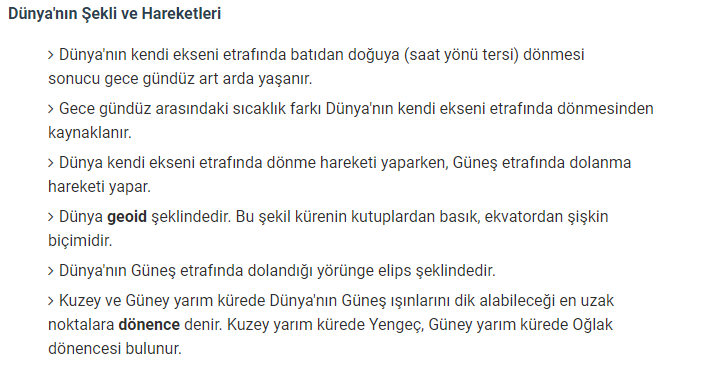 Dünya'nın Şekli ve Hareketleri
> Dünya'nın kendi ekseni etrafında batıdan doğuya (saat yönü tersi) dönmesi
sonucu gece gündüz art arda yaşanır.
> Gece gündüz arasındaki sıcaklık farkı Dünya'nın kendi ekseni etrafında dönmesinden
kaynaklanır.
> Dünya kendi ekseni etrafında dönme hareketi yaparken, Güneş etrafında dolanma
hareketi yapar.
> Dünya geoid şeklindedir. Bu şekil kürenin kutuplardan basık, ekvatordan şişkin
biçimidir.
> Dünya'nın Güneş etrafında dolandığı yörünge elips şeklindedir.
> Kuzey ve Güney yarım kürede Dünya'nın Güneş ışınlarını dik alabileceği en uzak
noktalara dönence denir. Kuzey yarım kürede Yengeç, Güney yarım kürede Oğlak
dönencesi bulunur.